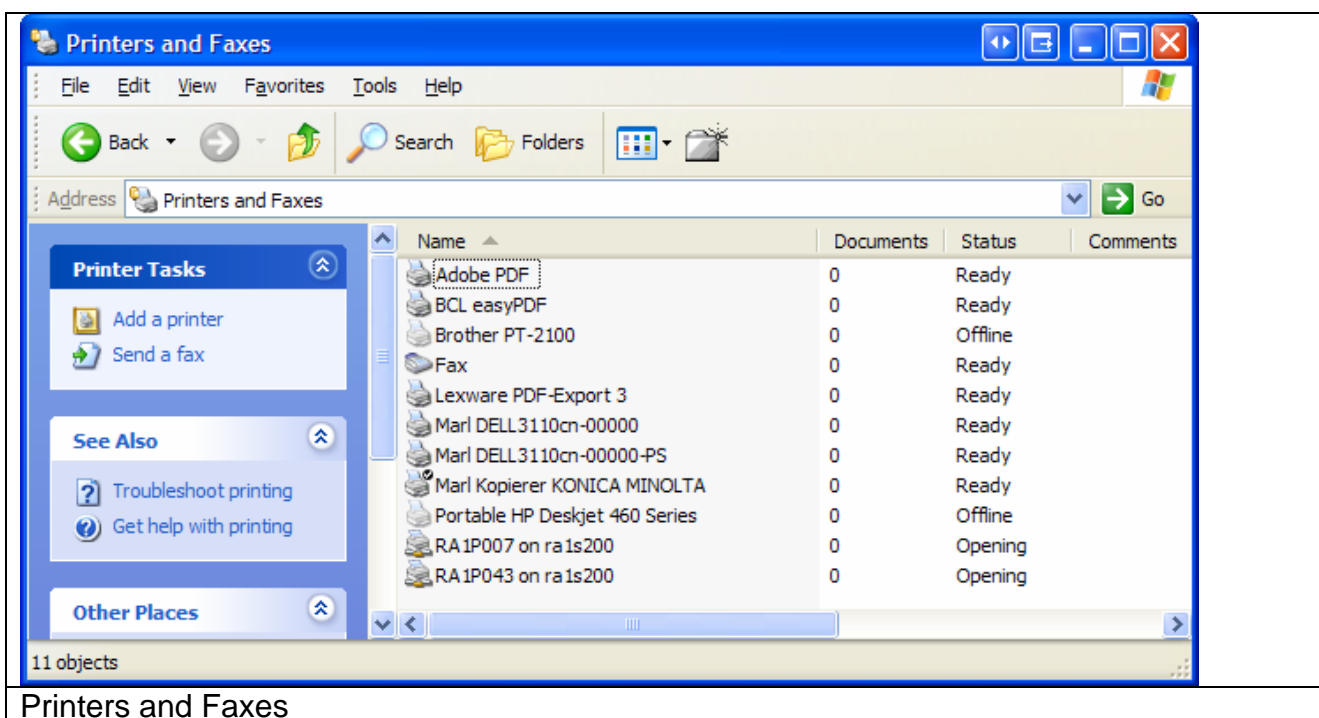 Printers and Faxes
File Edit View Favorites Tools Help
Back Search Folders
Address Printers and Faxes Go
Printer Tasks
Add a printer
Send a fax
See Also
Troubleshoot printing
Get help with printing
Other Places
Name Documents Status Comments
Adobe PDF 0 Ready
BCL easyPDF 0 Ready
Brother PT-2100 0 Offline
Fax 0 Ready
Lexware PDF-Export 3 0 Ready
Marl DELL3110cn-00000 0 Ready
Marl DELL3110cn-00000-PS 0 Ready
Marl Kopierer KONICA MINOLTA 0 Ready
Portable HP Deskjet 460 Series 0 Offline
RA1P007 on ra1s200 0 Opening
RA1P043 on ra1s200 0 Opening
11 objects
Printers and Faxes